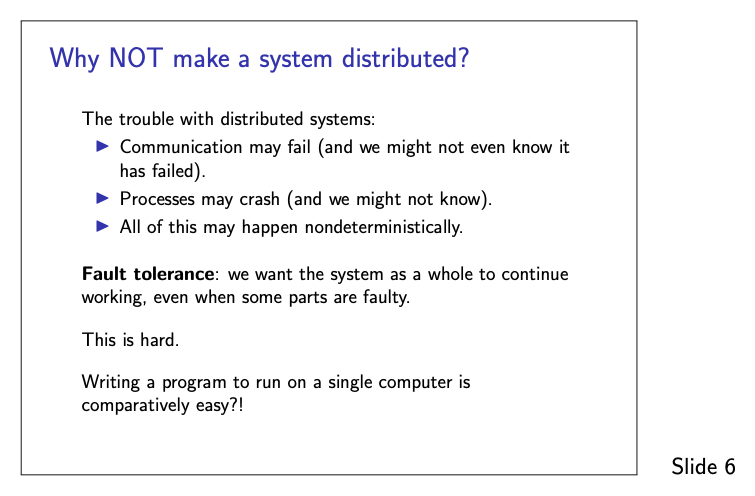 Why NOT make a system distributed?
The trouble with distributed systems:
▶ Communication may fail (and we might not even know it
has failed).
▶ Processes may crash (and we might not know).
▶ All of this may happen nondeterministically.
Fault tolerance: we want the system as a whole to continue
working, even when some parts are faulty.
This is hard.
Writing a program to run on a single computer is
comparatively easy?!
Slide 6